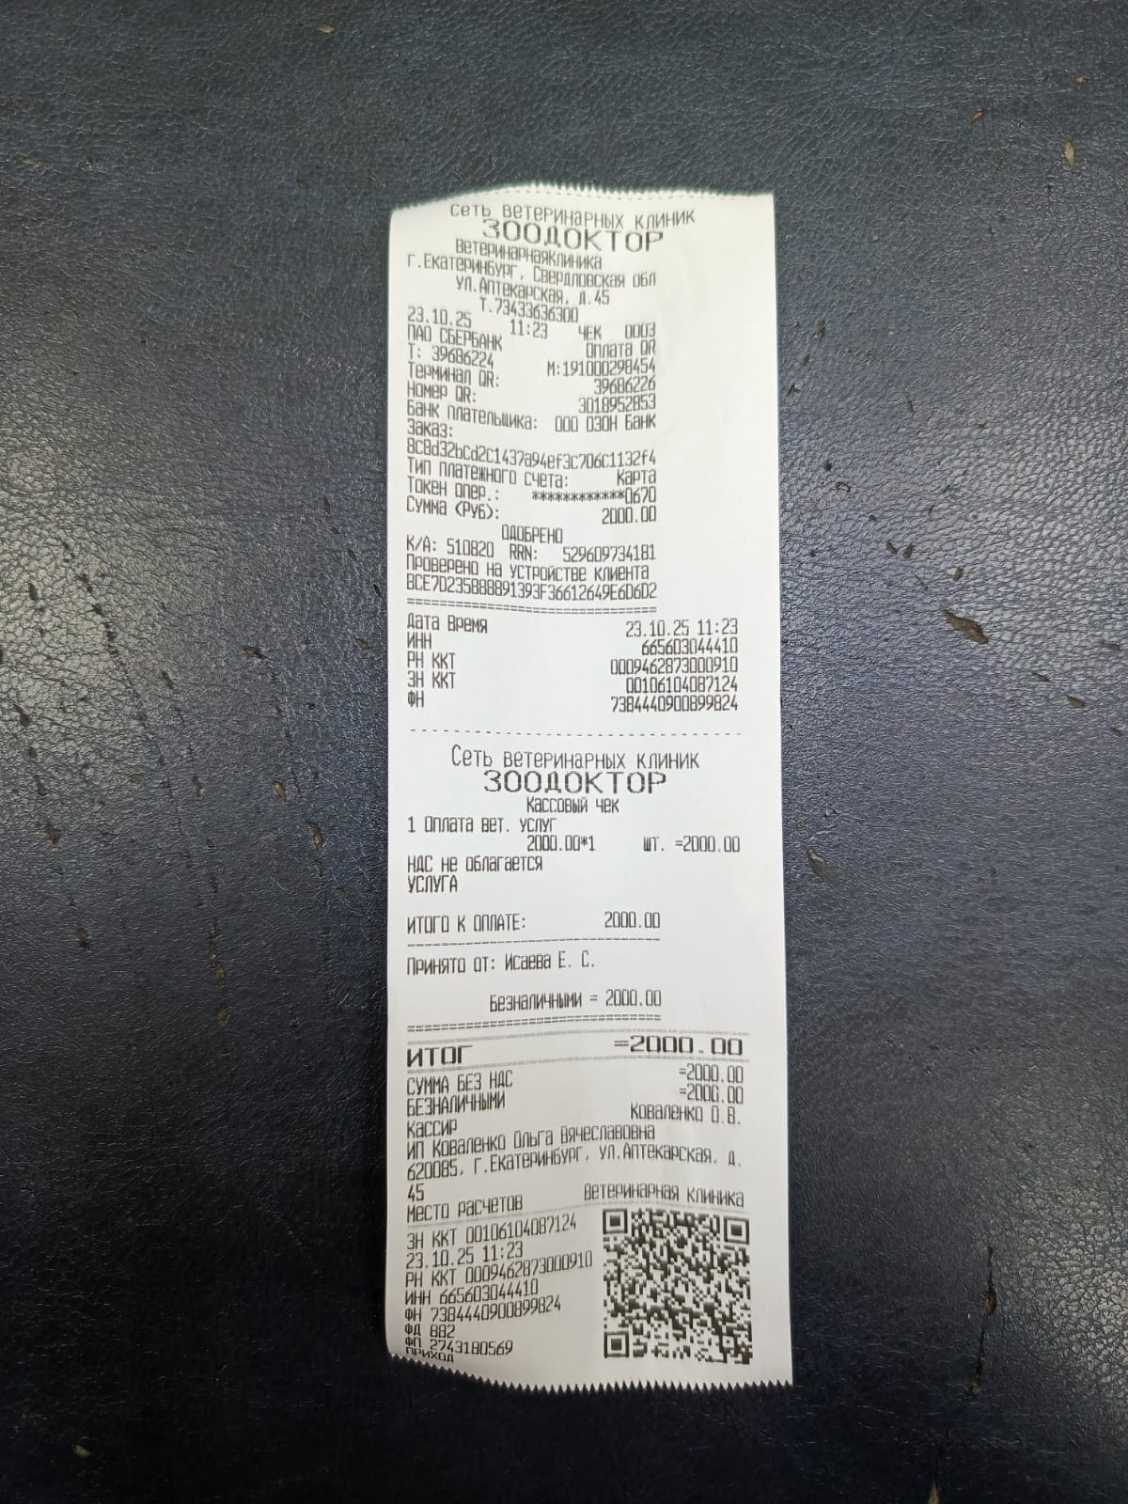 Сеть ветеринарных клиник
ЗООДОКТОР
ВетеринарнаяКлиника
г.Екатеринбург, Свердловская обл
ул.Аптекарская, д.45
Т.73433636300
23.10.25 11:23 ЧЕК 0003
ПАО СБЕРБАНК Оплата QR
Т: 39686224 М:191000298454
Терминал QR: 39686226
Номер QR: 3018952853
Банк плательщика: ООО ОЗОН Банк
Заказ:
8c8d32bcd2c1437a94ef3c706c1132f4
Тип платежного счета: Карта
Токен опер.: ************0670
Сумма (Руб): 2000.00
ОДОБРЕНО
К/А: 510820 RRN: 529609734181
Проверено на устройстве клиента
BCE7D235888891393F36612649E6D6D2
================================
Дата Время 23.10.25 11:23
ИНН 665603044410
РН ККТ 0009462873000910
ЗН ККТ 00106104087124
ФН 7384440900899824
Сеть ветеринарных клиник
ЗООДОКТОР
Кассовый чек
1 Оплата вет. услуг
2000.00*1 шт. =2000.00
НДС не облагается
УСЛУГА
ИТОГО К ОПЛАТЕ: 2000.00
Принято от: Исаева Е. С.
Безналичными = 2000.00
================================
ИТОГ =2000.00
СУММА БЕЗ НДС =2000.00
БЕЗНАЛИЧНЫМИ =2000.00
Кассир Коваленко О.В.
ИП Коваленко Ольга Вячеславовна
620085, г.Екатеринбург, ул.Аптекарская, д.
45
Место расчетов Ветеринарная клиника
ЗН ККТ 00106104087124
23.10.25 11:23
РН ККТ 0009462873000910
ИНН 665603044410
ФН 7384440900899824
ФД 882
ФП 2743180569
ПРИХОД